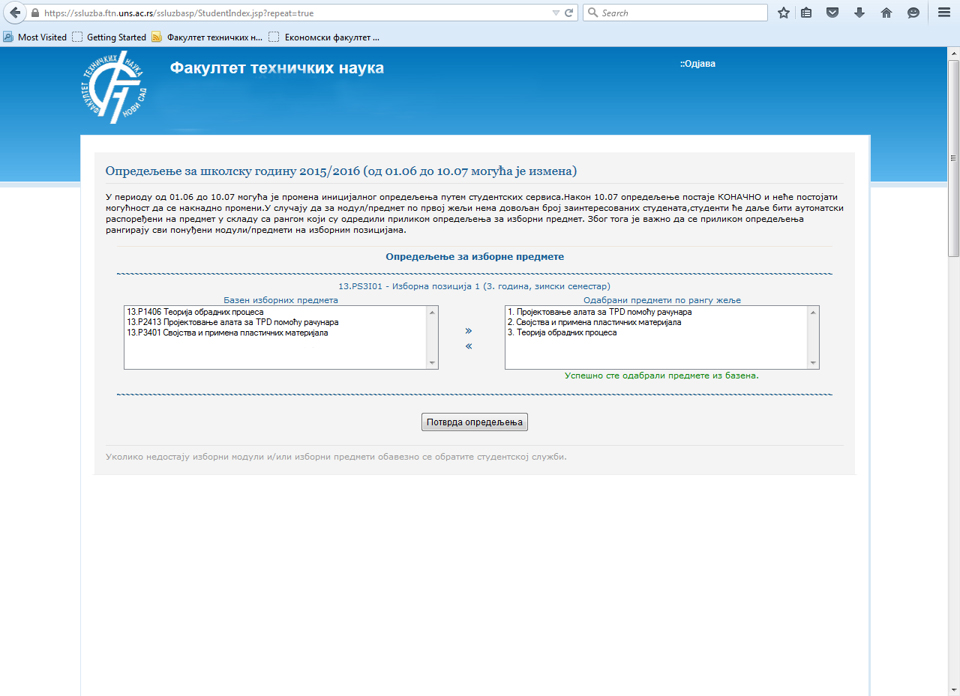 https://ssluzba.ftn.uns.ac.rs/ssluzbasp/StudentIndex.jsp?repeat=true
Search
Most Visited
Getting Started
Факултет техничких н...
Економски факултет ...
ФАКУЛТЕТ ТЕХНИЧКИХ НАУКА
НОВИ САД
Факултет техничких наука
::Одјава
Опредељење за школску годину 2015/2016 (од 01.06 до 10.07 могућа је измена)
У периоду од 01.06 до 10.07 могућа је промена иницијалног опредељења путем студентских сервиса.Након 10.07 опредељење постаје КОНАЧНО и неће постојати
могућност да се накнадно промени.У случају да за модул/предмет по првој жељи нема довољан број заинтересованих студената,студенти ће даље бити аутоматски
распоређени на предмет у складу са рангом који су одредили приликом опредељења за изборни предмет. Због тога је важно да се приликом опредељења
рангирају сви понуђени модули/предмети на изборним позицијама.
Опредељење за изборне предмете
13.PS3I01 - Изборна позиција 1 (3. година, зимски семестар)
Базен изборних предмета
13.P1406 Теорија обрадних процеса
13.P2413 Пројектовање алата за TPD помоћу рачунара
13.P3401 Својства и примена пластичних материјала
»
«
Одабрани предмети по рангу жеље
1. Пројектовање алата за TPD помоћу рачунара
2. Својства и примена пластичних материјала
3. Теорија обрадних процеса
Успешно сте одабрали предмете из базена.
Потврда опредељења
Уколико недостају изборни модули и/или изборни предмети обавезно се обратите студентској служби.